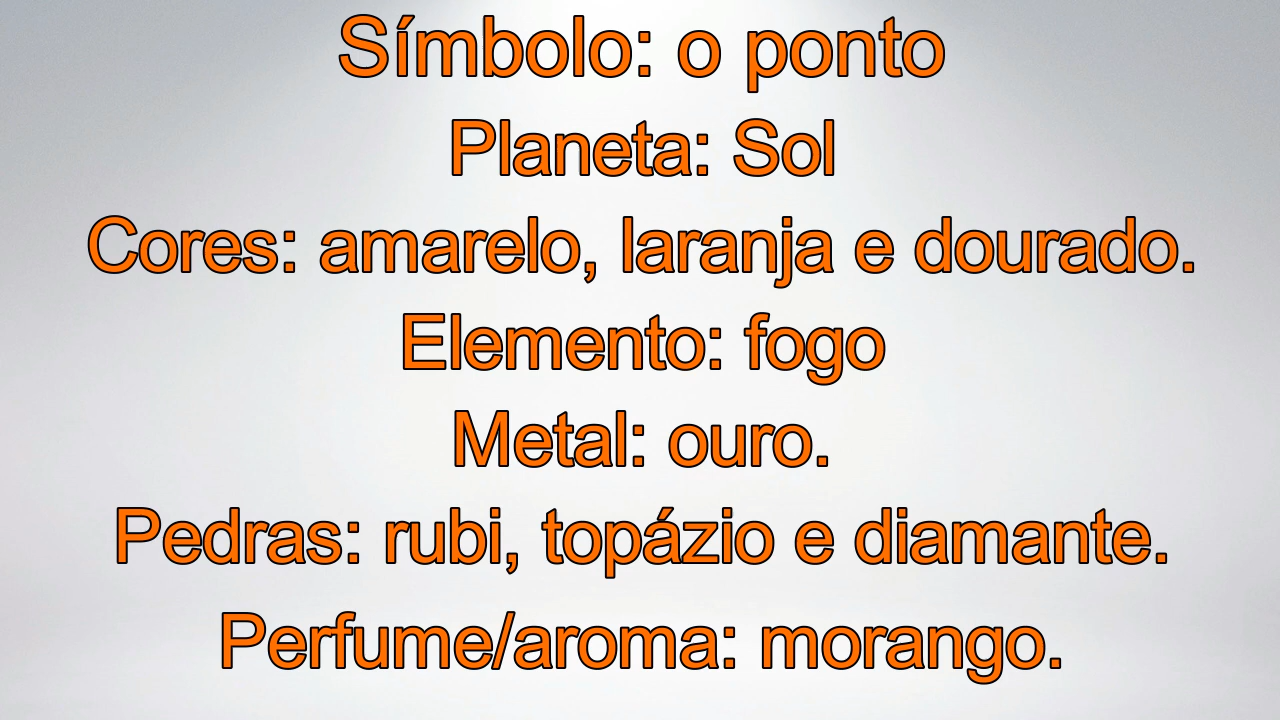 Símbolo: o ponto
Planeta: Sol
Cores: amarelo, laranja e dourado.
Elemento: fogo
Metal: ouro.
Pedras: rubi, topázio e diamante.
Perfume/aroma: morango.